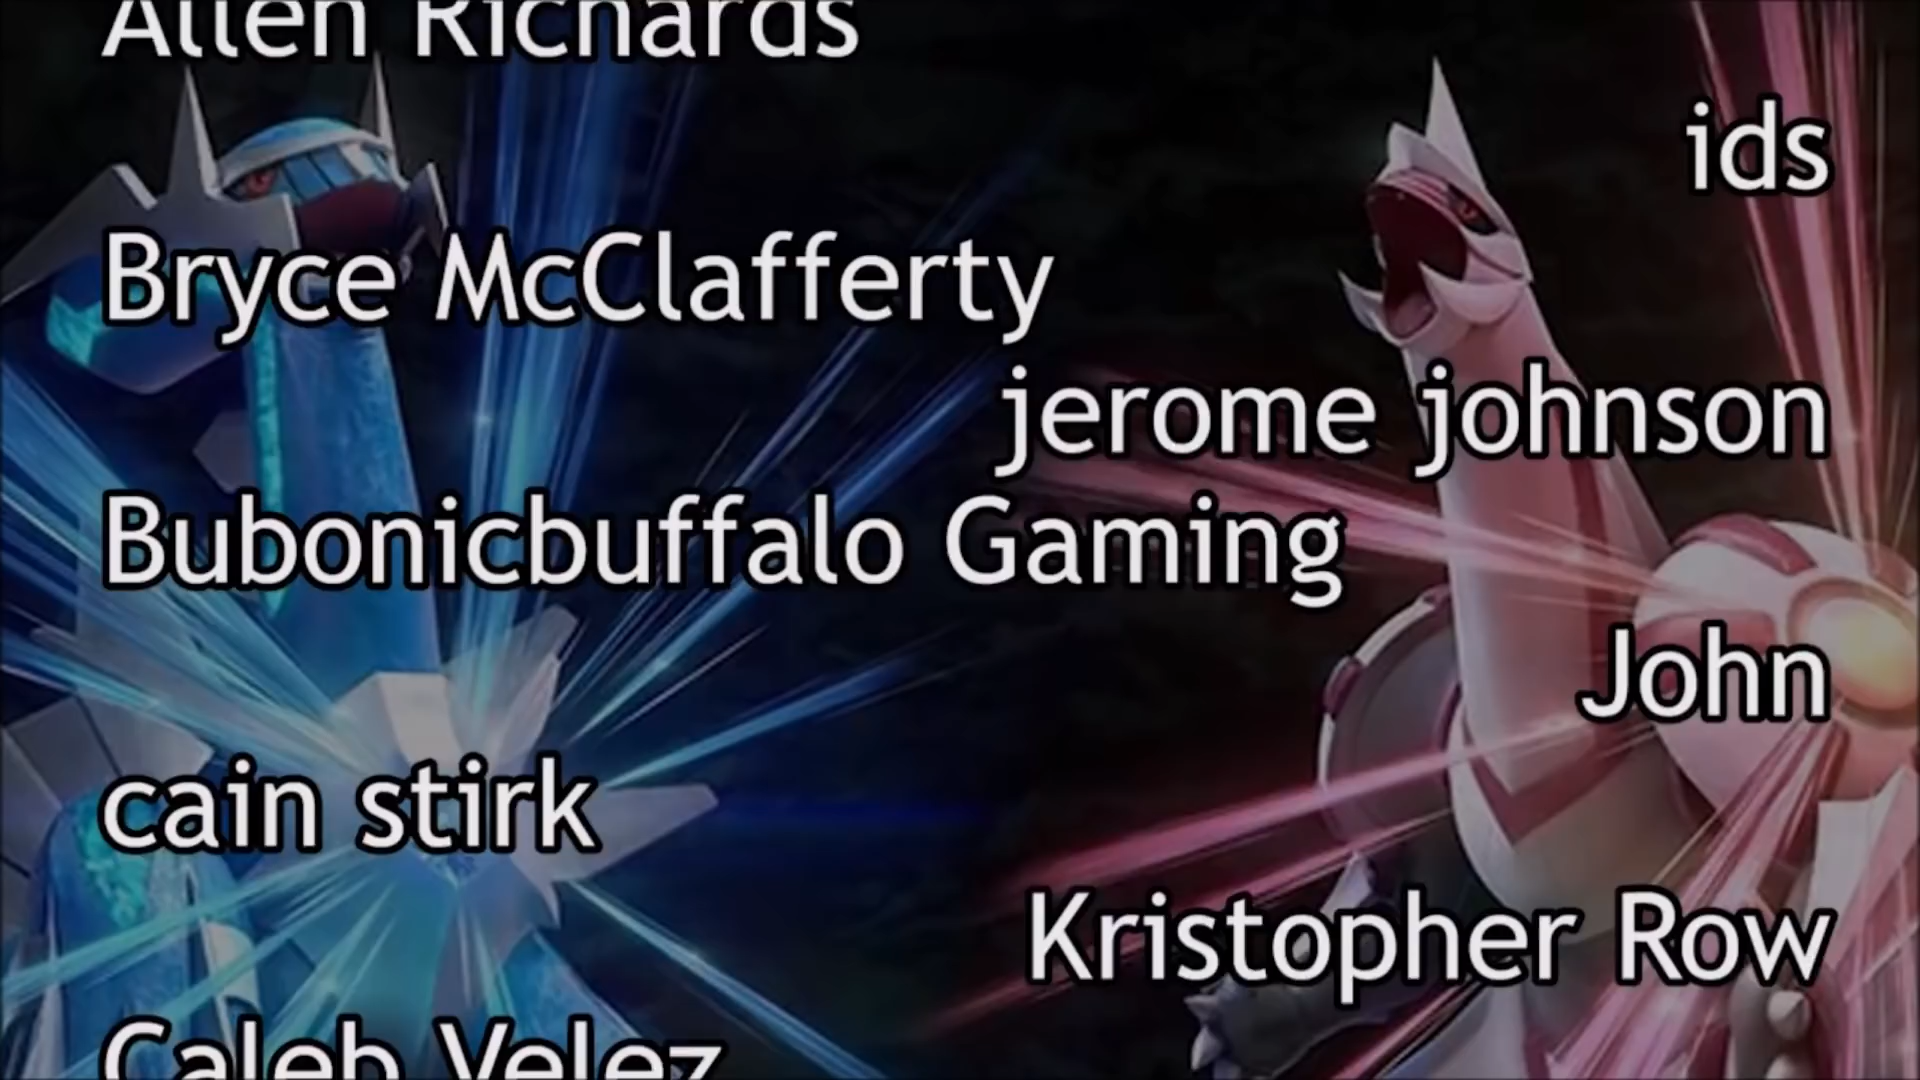 Allen Richards
ids
Bryce McClafferty
jerome johnson
Bubonicbuffalo Gaming
John
cain stirk
Kristopher Row
Caleb Velez